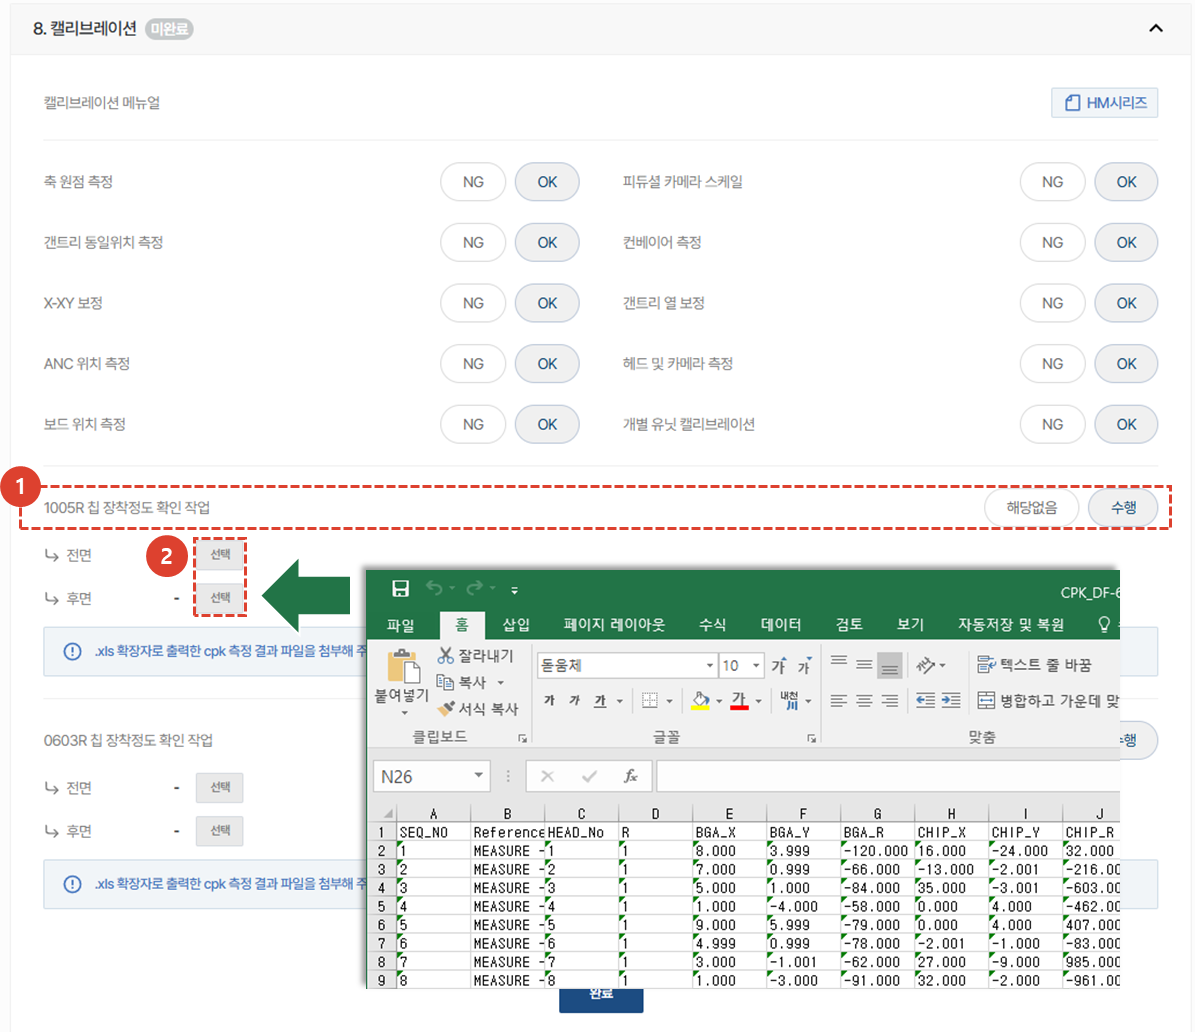 8. 캘리브레이션 미완료
캘리브레이션 메뉴얼 HM시리즈
축 원점 측정 NG OK 피듀셜 카메라 스케일 NG OK
갠트리 동일위치 측정 NG OK 컨베이어 측정 NG OK
X-XY 보정 NG OK 갠트리 열 보정 NG OK
ANC 위치 측정 NG OK 헤드 및 카메라 측정 NG OK
보드 위치 측정 NG OK 개별 유닛 캘리브레이션 NG OK
1
1005R 칩 장착정도 확인 작업 해당없음 수행
전면 2 선택
후면 - 선택
.xls 확장자로 출력한 cpk 측정 결과 파일을 첨부해 주
0603R 칩 장착정도 확인 작업 행
전면 - 선택
후면 - 선택
.xls 확장자로 출력한 cpk 측정 결과 파일을 첨부해 주
CPK_DF-6
파일 홈 삽입 페이지 레이아웃 수식 데이터 검토 보기 자동저장 및 복원
붙여넣기 잘라내기 복사 서식 복사
돋움체 10 가 가 텍스트 줄 바꿈
가 가 가 가 내천 川 병합하고 가운데 맞
클립보드 글꼴 맞춤
N26 fx
A B C D E F G H I J
1 SEQ_NO Reference HEAD_No R BGA_X BGA_Y BGA_R CHIP_X CHIP_Y CHIP_R
2 1 MEASURE - 1 1 8.000 3.999 -120.000 16.000 -24.000 32.000
3 2 MEASURE - 2 1 7.000 0.999 -66.000 -13.000 -2.001 -216.00
4 3 MEASURE - 3 1 5.000 1.000 -84.000 35.000 -3.001 -603.00
5 4 MEASURE - 4 1 1.000 -4.000 -58.000 0.000 4.000 -462.00
6 5 MEASURE - 5 1 9.000 5.999 -79.000 0.000 4.000 407.000
7 6 MEASURE - 6 1 4.999 0.999 -78.000 -2.001 -1.000 -83.000
8 7 MEASURE - 7 1 3.000 -1.001 -62.000 27.000 -9.000 985.000
9 8 MEASURE - 8 1 1.000 -3.000 -91.000 32.000 -2.000 -961.00
완료